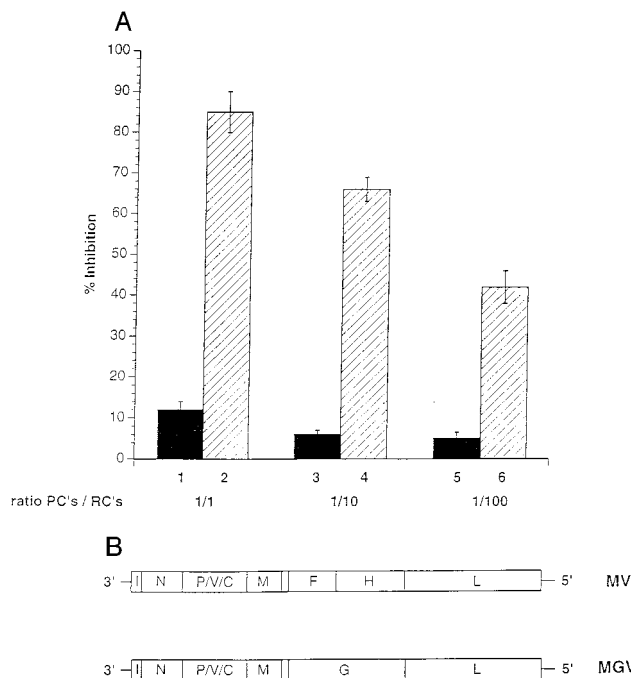 A
100
90
80
70
60
50
40
30
20
10
0
% Inhibition
1 2 3 4 5 6
ratio PC's / RC's 1/1 1/10 1/100
B
3' I N P/V/C M F H L 5' MV
3' I N P/V/C M G L 5' MGV